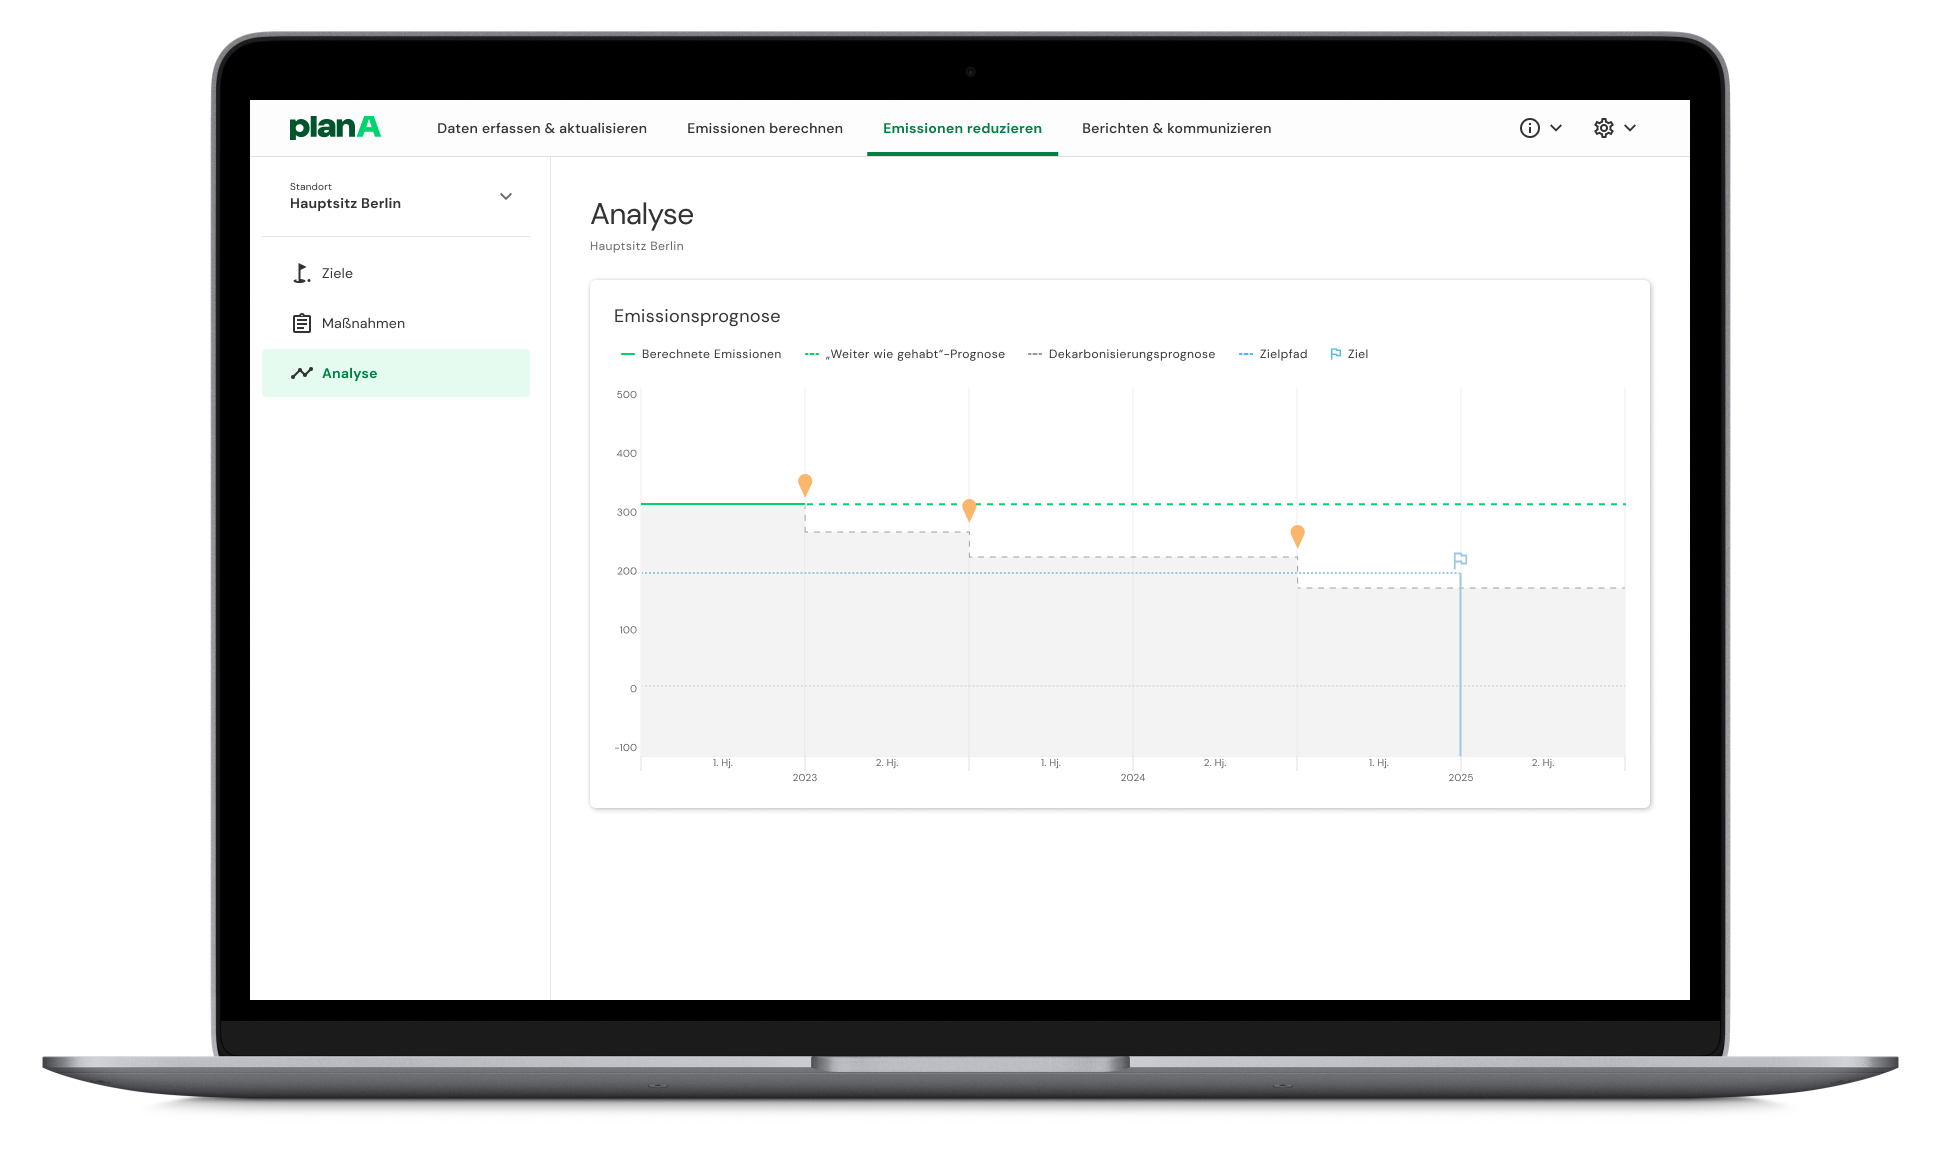 planA
Daten erfassen & aktualisieren
Emissionen berechnen
Emissionen reduzieren
Berichten & kommunizieren
Standort
Hauptsitz Berlin
Ziele
Maßnahmen
Analyse
Analyse
Hauptsitz Berlin
Emissionsprognose
Berechnete Emissionen
„Weiter wie gehabt“-Prognose
Dekarbonisierungsprognose
Zielpfad
Ziel
500
400
300
200
100
0
-100
1. Hj.
2. Hj.
1. Hj.
2. Hj.
1. Hj.
2. Hj.
2023
2024
2025